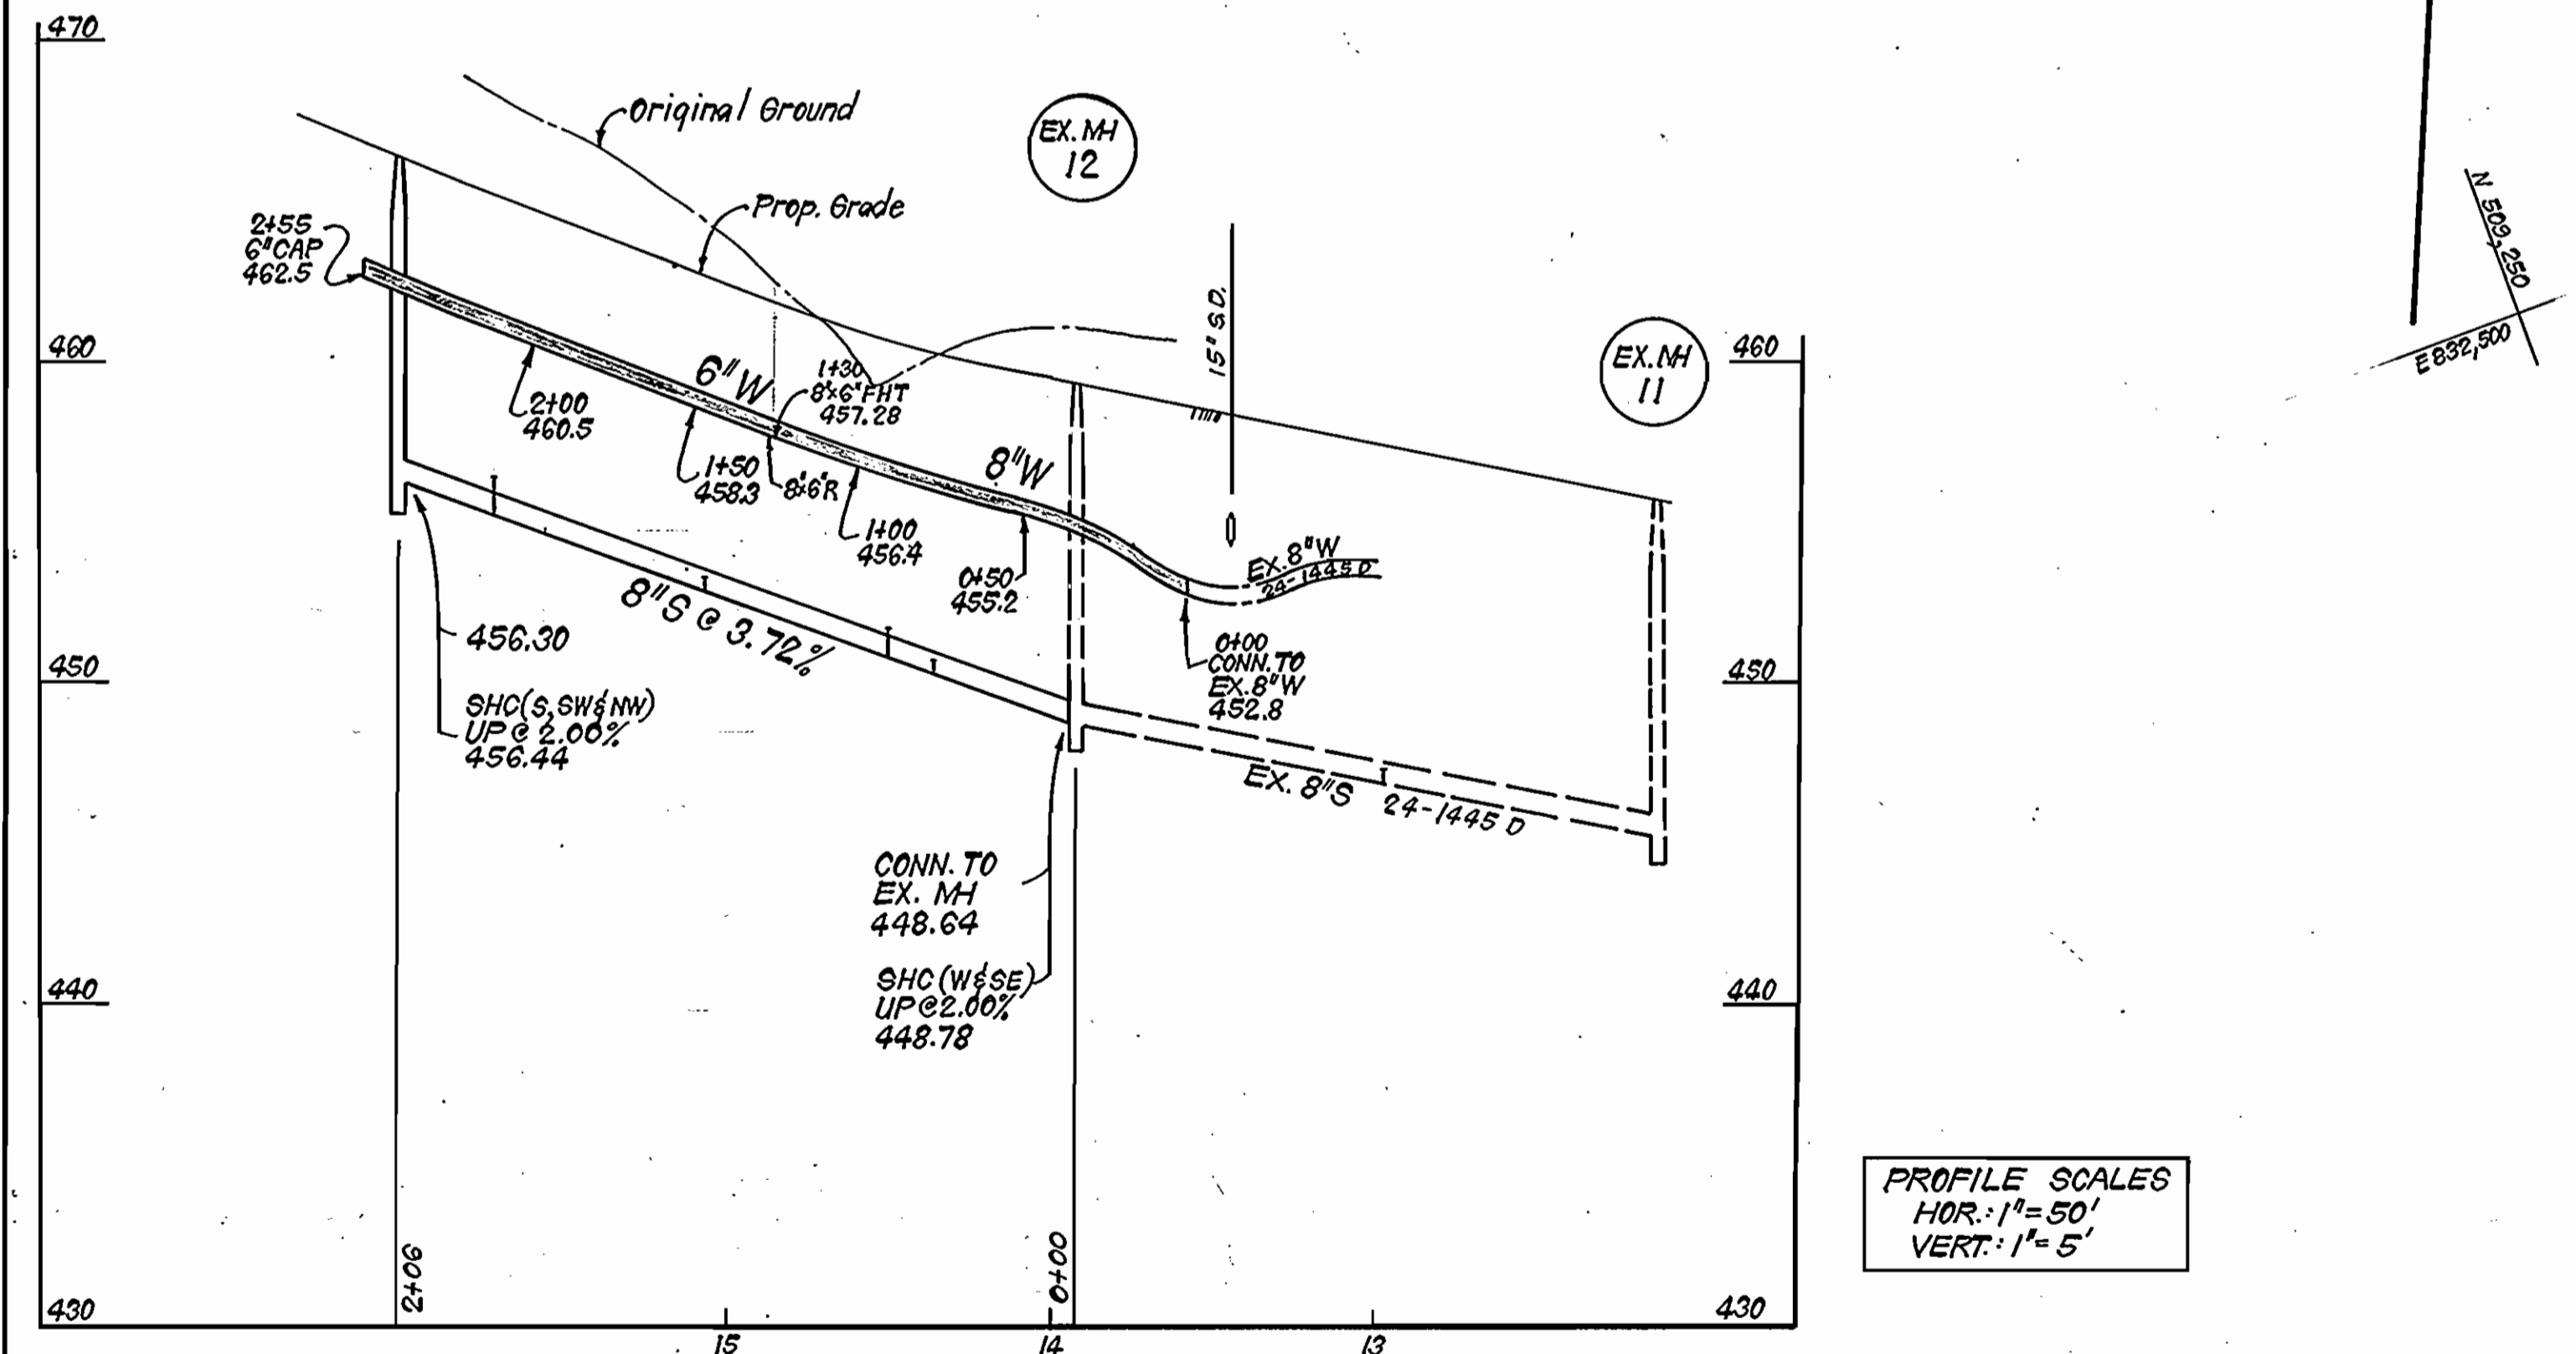 470
Original Ground
EX. MH
12
Prop. Grade
2+55
6" CAP
462.5
N 509,250
E 832,500
15" S.D.
460
6" W
1+30
8"x6" FHT
457.28
EX. MH
11
460
2+00
460.5
1+50
458.3
8"x6" R
8" W
1+00
456.4
0+50
455.2
EX. 8" W
24-1445 D
8" S @ 3.72%
456.30
0+00
CONN. TO
EX. 8" W
452.8
450
450
SHC (S, SW & NW)
UP @ 2.00%
456.44
EX. 8" S 24-1445 D
CONN. TO
EX. MH
448.64
SHC (W & SE)
UP @ 2.00%
448.78
440
440
PROFILE SCALES
HOR.: 1" = 50'
VERT.: 1" = 5'
2+06
0+00
430
430
15
14
13